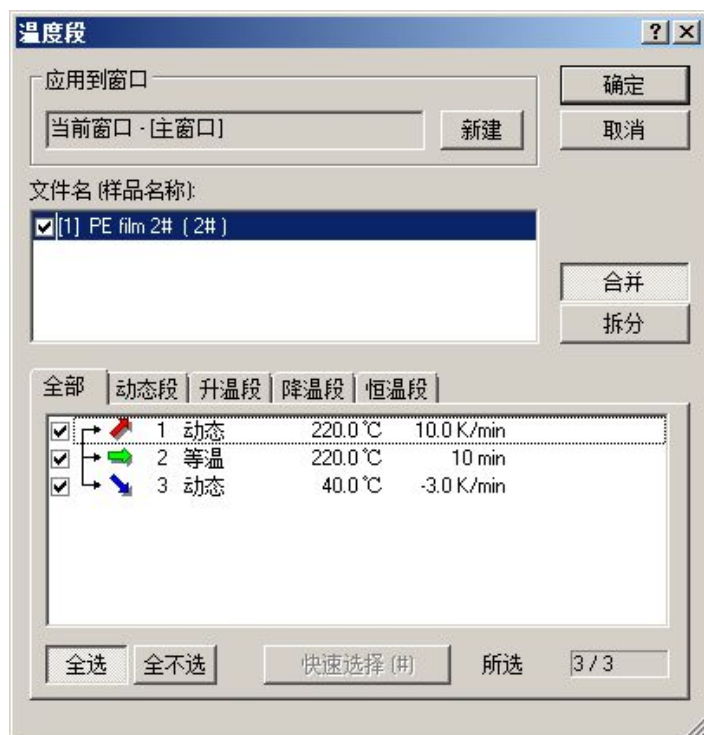 温度段
应用到窗口
确定
当前窗口 - [主窗口]
新建
取消
文件名 (样品名称):
[1] PE film 2# ( 2# )
合并
拆分
全部 动态段 升温段 降温段 恒温段
1 动态 220.0℃ 10.0 K/min
2 等温 220.0℃ 10 min
3 动态 40.0℃ -3.0 K/min
全选 全不选 快速选择 (#) 所选 3 / 3